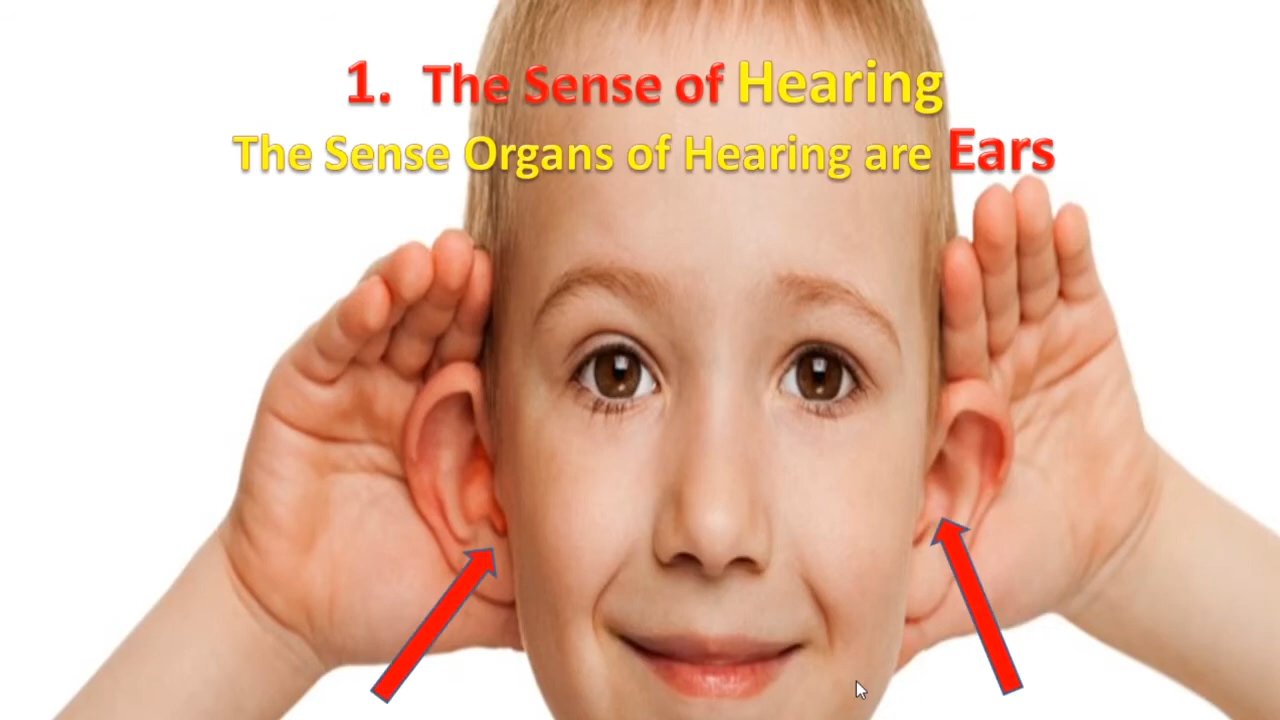 1. The Sense of Hearing
The Sense Organs of Hearing are Ears